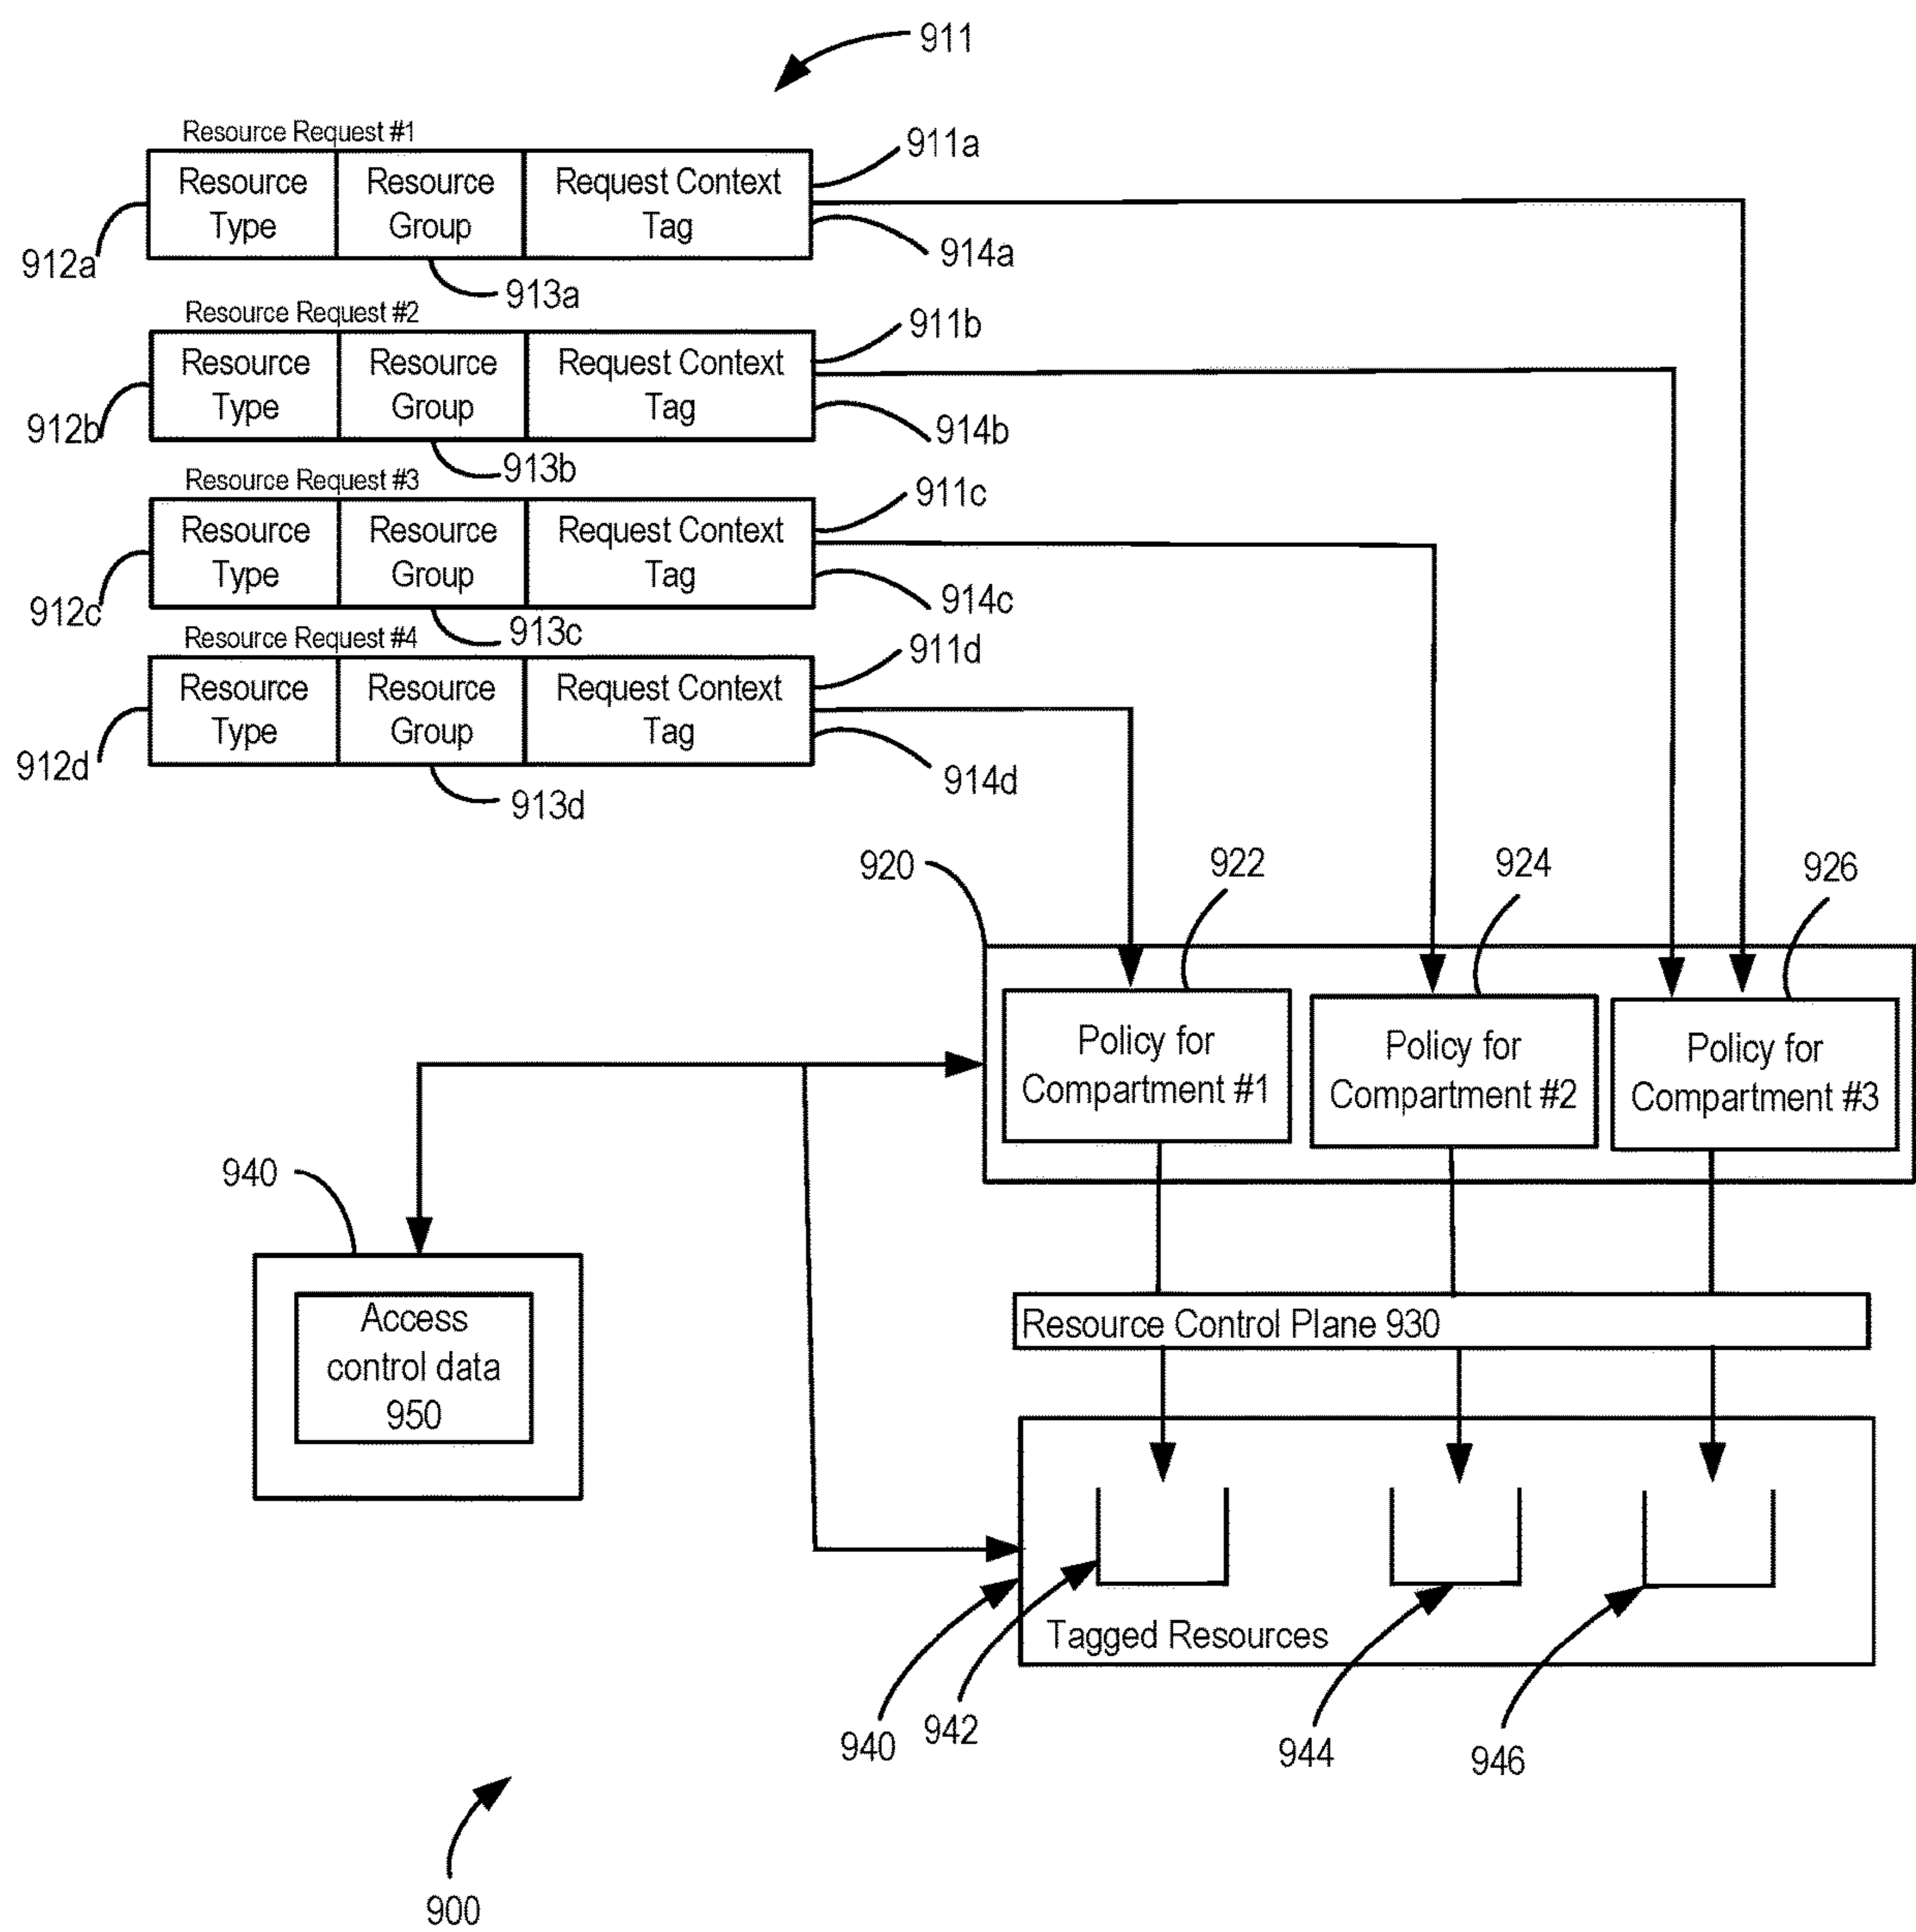 911
Resource Request #1
911a
Resource Type
Resource Group
Request Context Tag
912a
914a
913a
Resource Request #2
911b
Resource Type
Resource Group
Request Context Tag
912b
914b
913b
Resource Request #3
911c
Resource Type
Resource Group
Request Context Tag
912c
914c
913c
Resource Request #4
911d
Resource Type
Resource Group
Request Context Tag
912d
914d
913d
920
922
924
926
Policy for
Compartment #1
Policy for
Compartment #2
Policy for
Compartment #3
940
Access
control data
950
Resource Control Plane 930
Tagged Resources
940
942
944
946
900